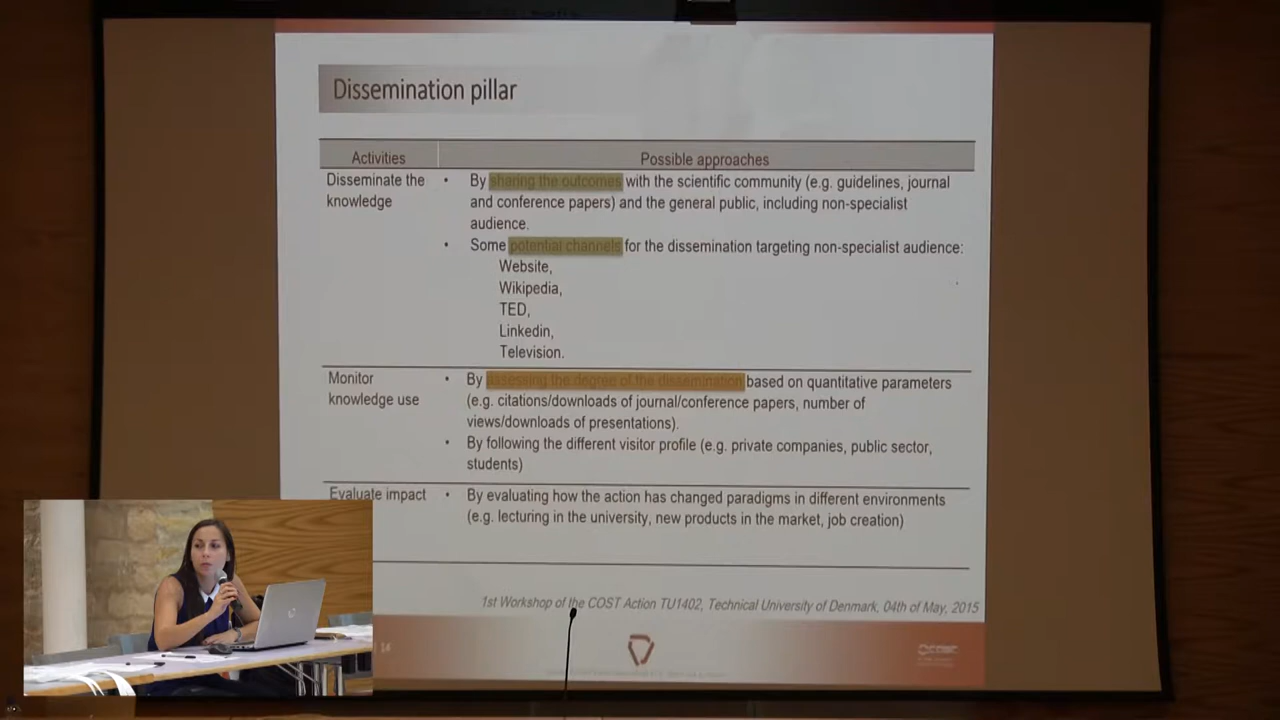 Dissemination pillar
Activities
Possible approaches
Disseminate the
knowledge
• By sharing the outcomes with the scientific community (e.g. guidelines, journal
and conference papers) and the general public, including non-specialist
audience.
• Some potential channels for the dissemination targeting non-specialist audience:
Website,
Wikipedia,
TED,
Linkedin,
Television.
Monitor
knowledge use
• By assessing the degree of the dissemination based on quantitative parameters
(e.g. citations/downloads of journal/conference papers, number of
views/downloads of presentations).
• By following the different visitor profile (e.g. private companies, public sector,
students)
Evaluate impact
• By evaluating how the action has changed paradigms in different environments
(e.g. lecturing in the university, new products in the market, job creation)
1st Workshop of the COST Action TU1402, Technical University of Denmark, 04th of May, 2015
14